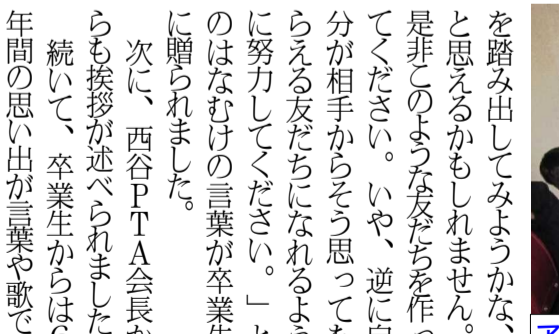 を踏み出してみようかな、
と思えるかもしれません。
是非このような友だちを作っ
てください。いや、逆に自
分が相手からそう思っても
らえる友だちになれるよう
に努力してください。」と
のはなむけの言葉が卒業生
に贈られました。
次に、西谷PTA会長か
らも挨拶が述べられました
続いて、卒業生からは
年間の思い出が言葉や歌で